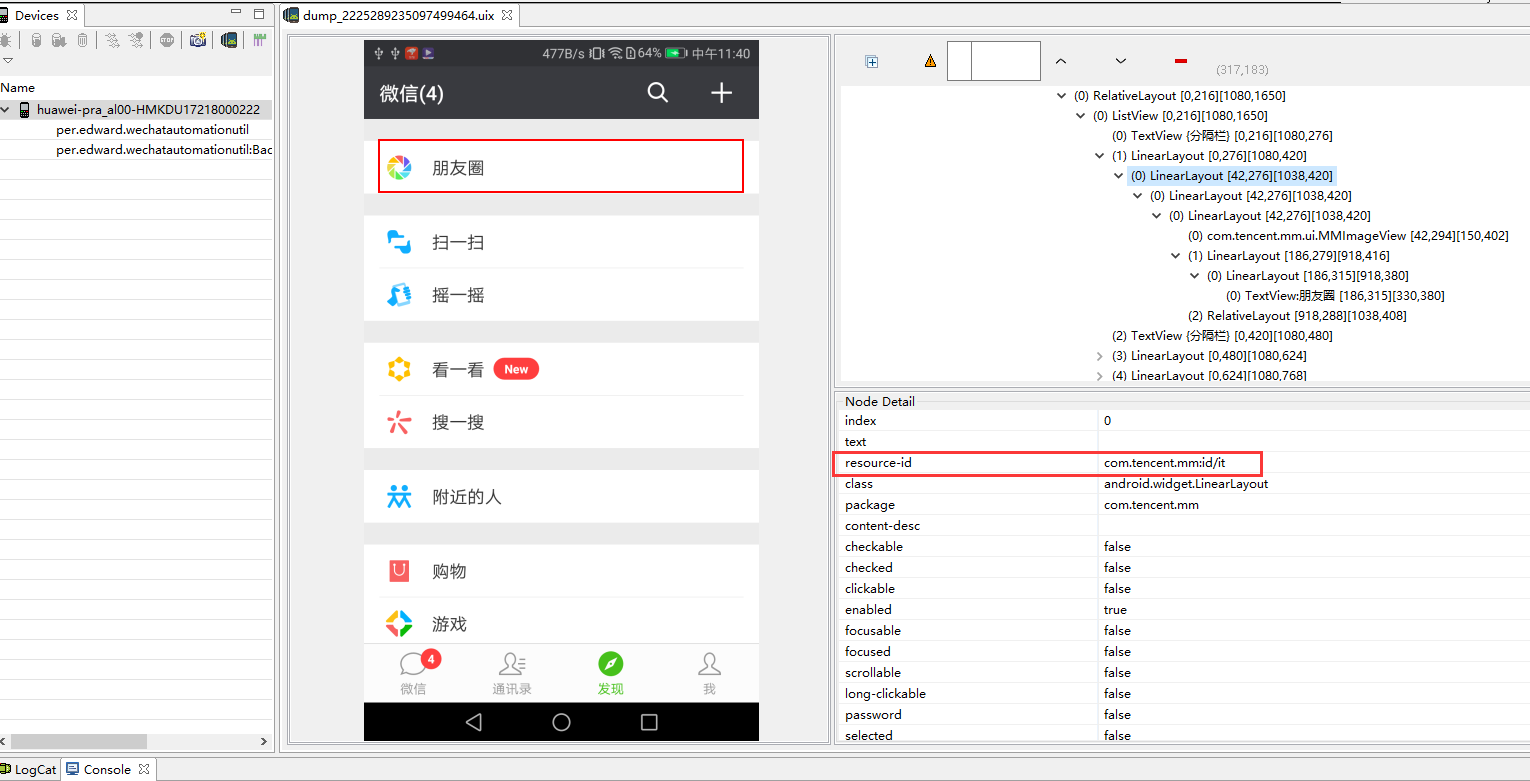 Devices
Name
huawei-pra_al00-HMKDU17218000222
per.edward.wechatautomationutil
per.edward.wechatautomationutil:Bac
dump_2225289235097499464.uix
477B/s 64% 中午11:40
微信(4)
朋友圈
扫一扫
摇一摇
看一看 New
搜一搜
附近的人
购物
游戏
4
微信 通讯录 发现 我
(317,183)
(0) RelativeLayout [0,216][1080,1650]
(0) ListView [0,216][1080,1650]
(0) TextView {分隔栏} [0,216][1080,276]
(1) LinearLayout [0,276][1080,420]
(0) LinearLayout [42,276][1038,420]
(0) LinearLayout [42,276][1038,420]
(0) LinearLayout [42,276][1038,420]
(0) com.tencent.mm.ui.MMImageView [42,294][150,402]
(1) LinearLayout [186,279][918,416]
(0) LinearLayout [186,315][918,380]
(0) TextView:朋友圈 [186,315][330,380]
(2) RelativeLayout [918,288][1038,408]
(2) TextView {分隔栏} [0,420][1080,480]
(3) LinearLayout [0,480][1080,624]
(4) LinearLayout [0,624][1080,768]
Node Detail
index 0
text
resource-id com.tencent.mm:id/it
class android.widget.LinearLayout
package com.tencent.mm
content-desc
checkable false
checked false
clickable false
enabled true
focusable false
focused false
scrollable false
long-clickable false
password false
selected false
LogCat Console